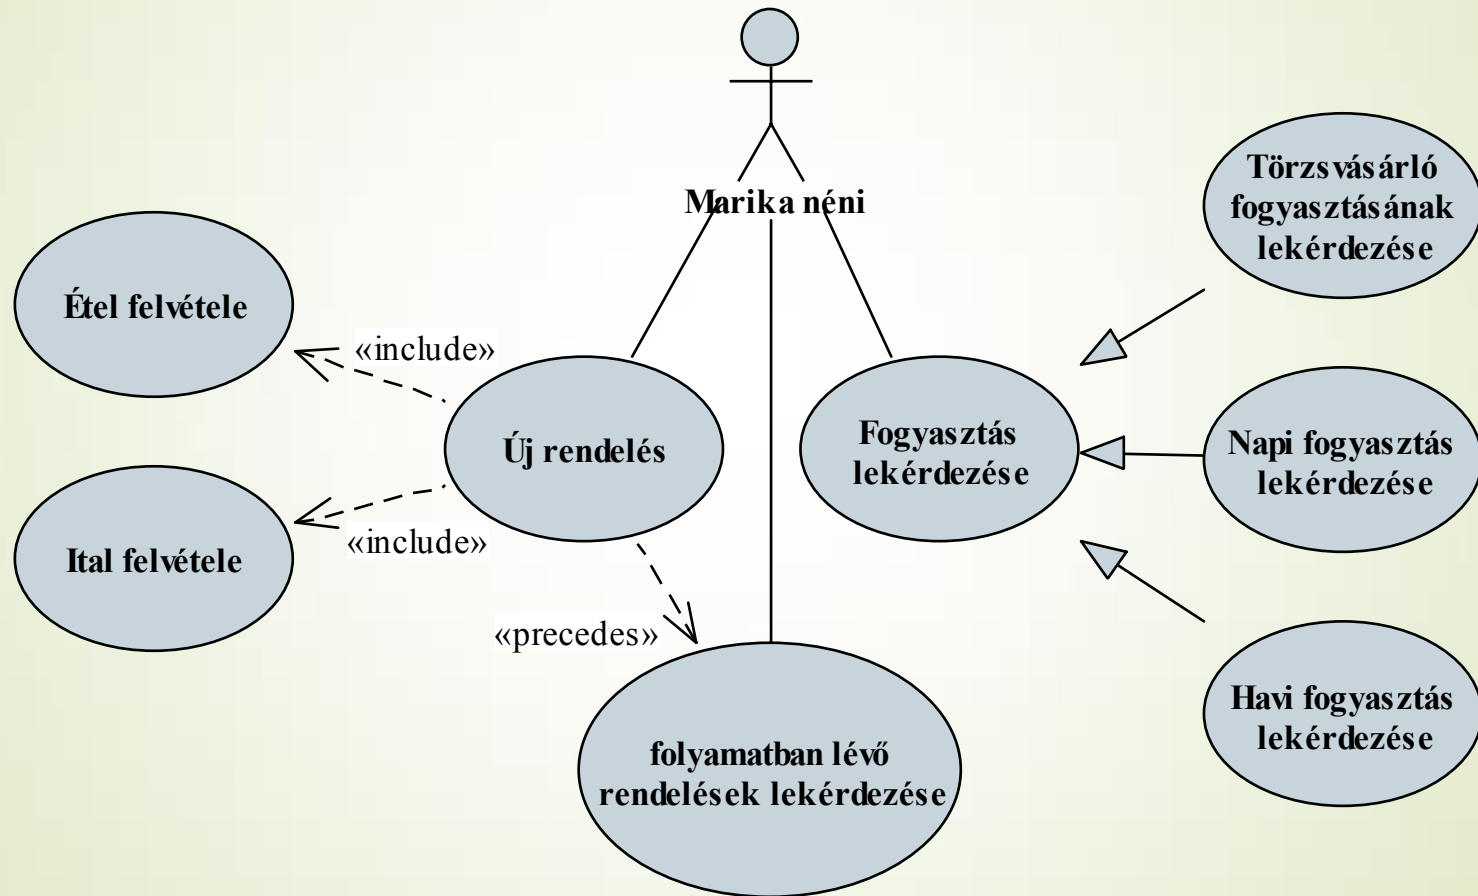 Marika néni
Törzsvásárló
fogyasztásának
lekérdezése
Étel felvétele
«include»
Új rendelés
Fogyasztás
lekérdezése
Napi fogyasztás
lekérdezése
«include»
Ital felvétele
«precedes»
folyamatban lévő
rendelések lekérdezése
Havi fogyasztás
lekérdezése